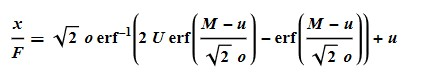 x/F = √2 o erf⁻¹(2 U erf((M − u)/(√2 o)) − erf((M − u)/(√2 o))) + u